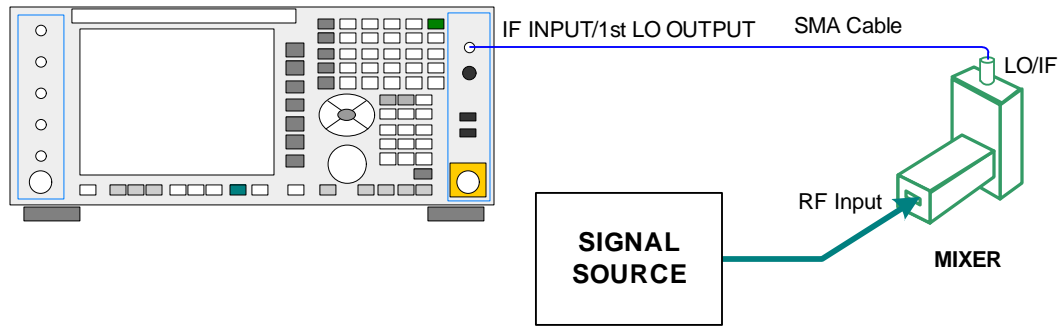 IF INPUT/1st LO OUTPUT
SMA Cable
LO/IF
RF Input
SIGNAL
SOURCE
MIXER